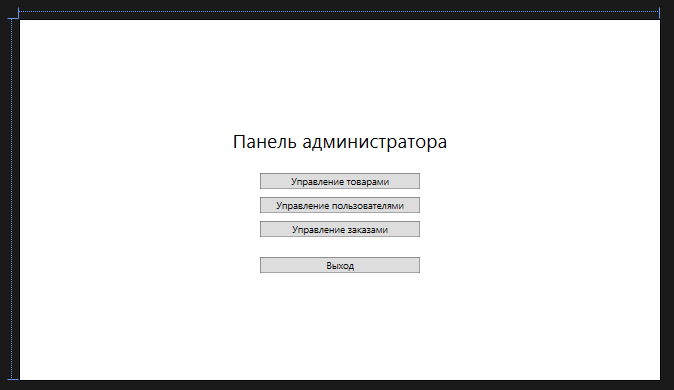 Панель администратора
Управление товарами
Управление пользователями
Управление заказами
Выход